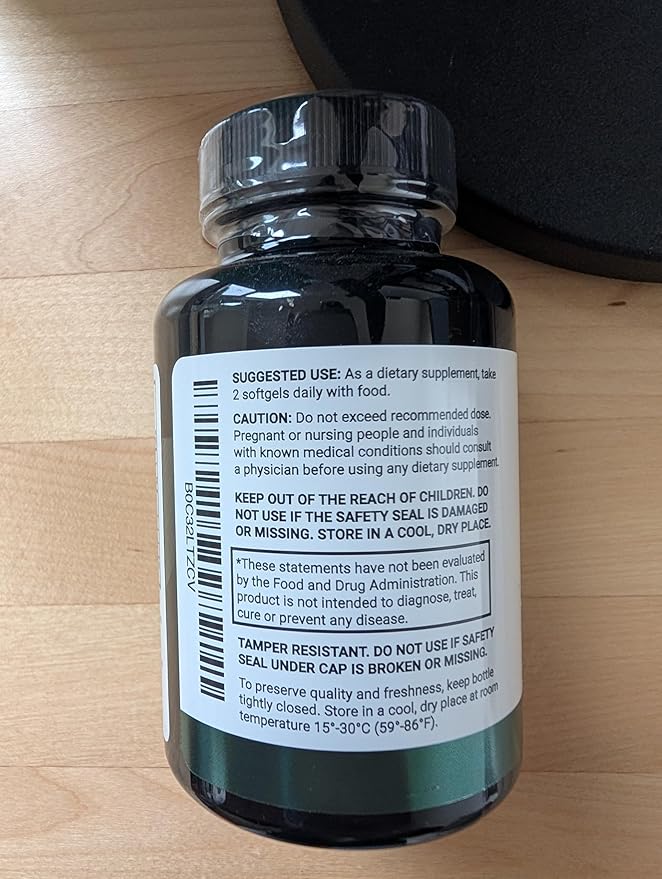 SUGGESTED USE: As a dietary supplement, take
2 softgels daily with food.
CAUTION: Do not exceed recommended dose.
Pregnant or nursing people and individuals
with known medical conditions should consult
a physician before using any dietary supplement.
KEEP OUT OF THE REACH OF CHILDREN. DO
NOT USE IF THE SAFETY SEAL IS DAMAGED
OR MISSING. STORE IN A COOL, DRY PLACE.
*These statements have not been evaluated
by the Food and Drug Administration. This
product is not intended to diagnose, treat,
cure or prevent any disease.
TAMPER RESISTANT. DO NOT USE IF SAFETY
SEAL UNDER CAP IS BROKEN OR MISSING.
To preserve quality and freshness, keep bottle
tightly closed. Store in a cool, dry place at room
temperature 15°-30°C (59°-86°F).
B0C32LTZCV